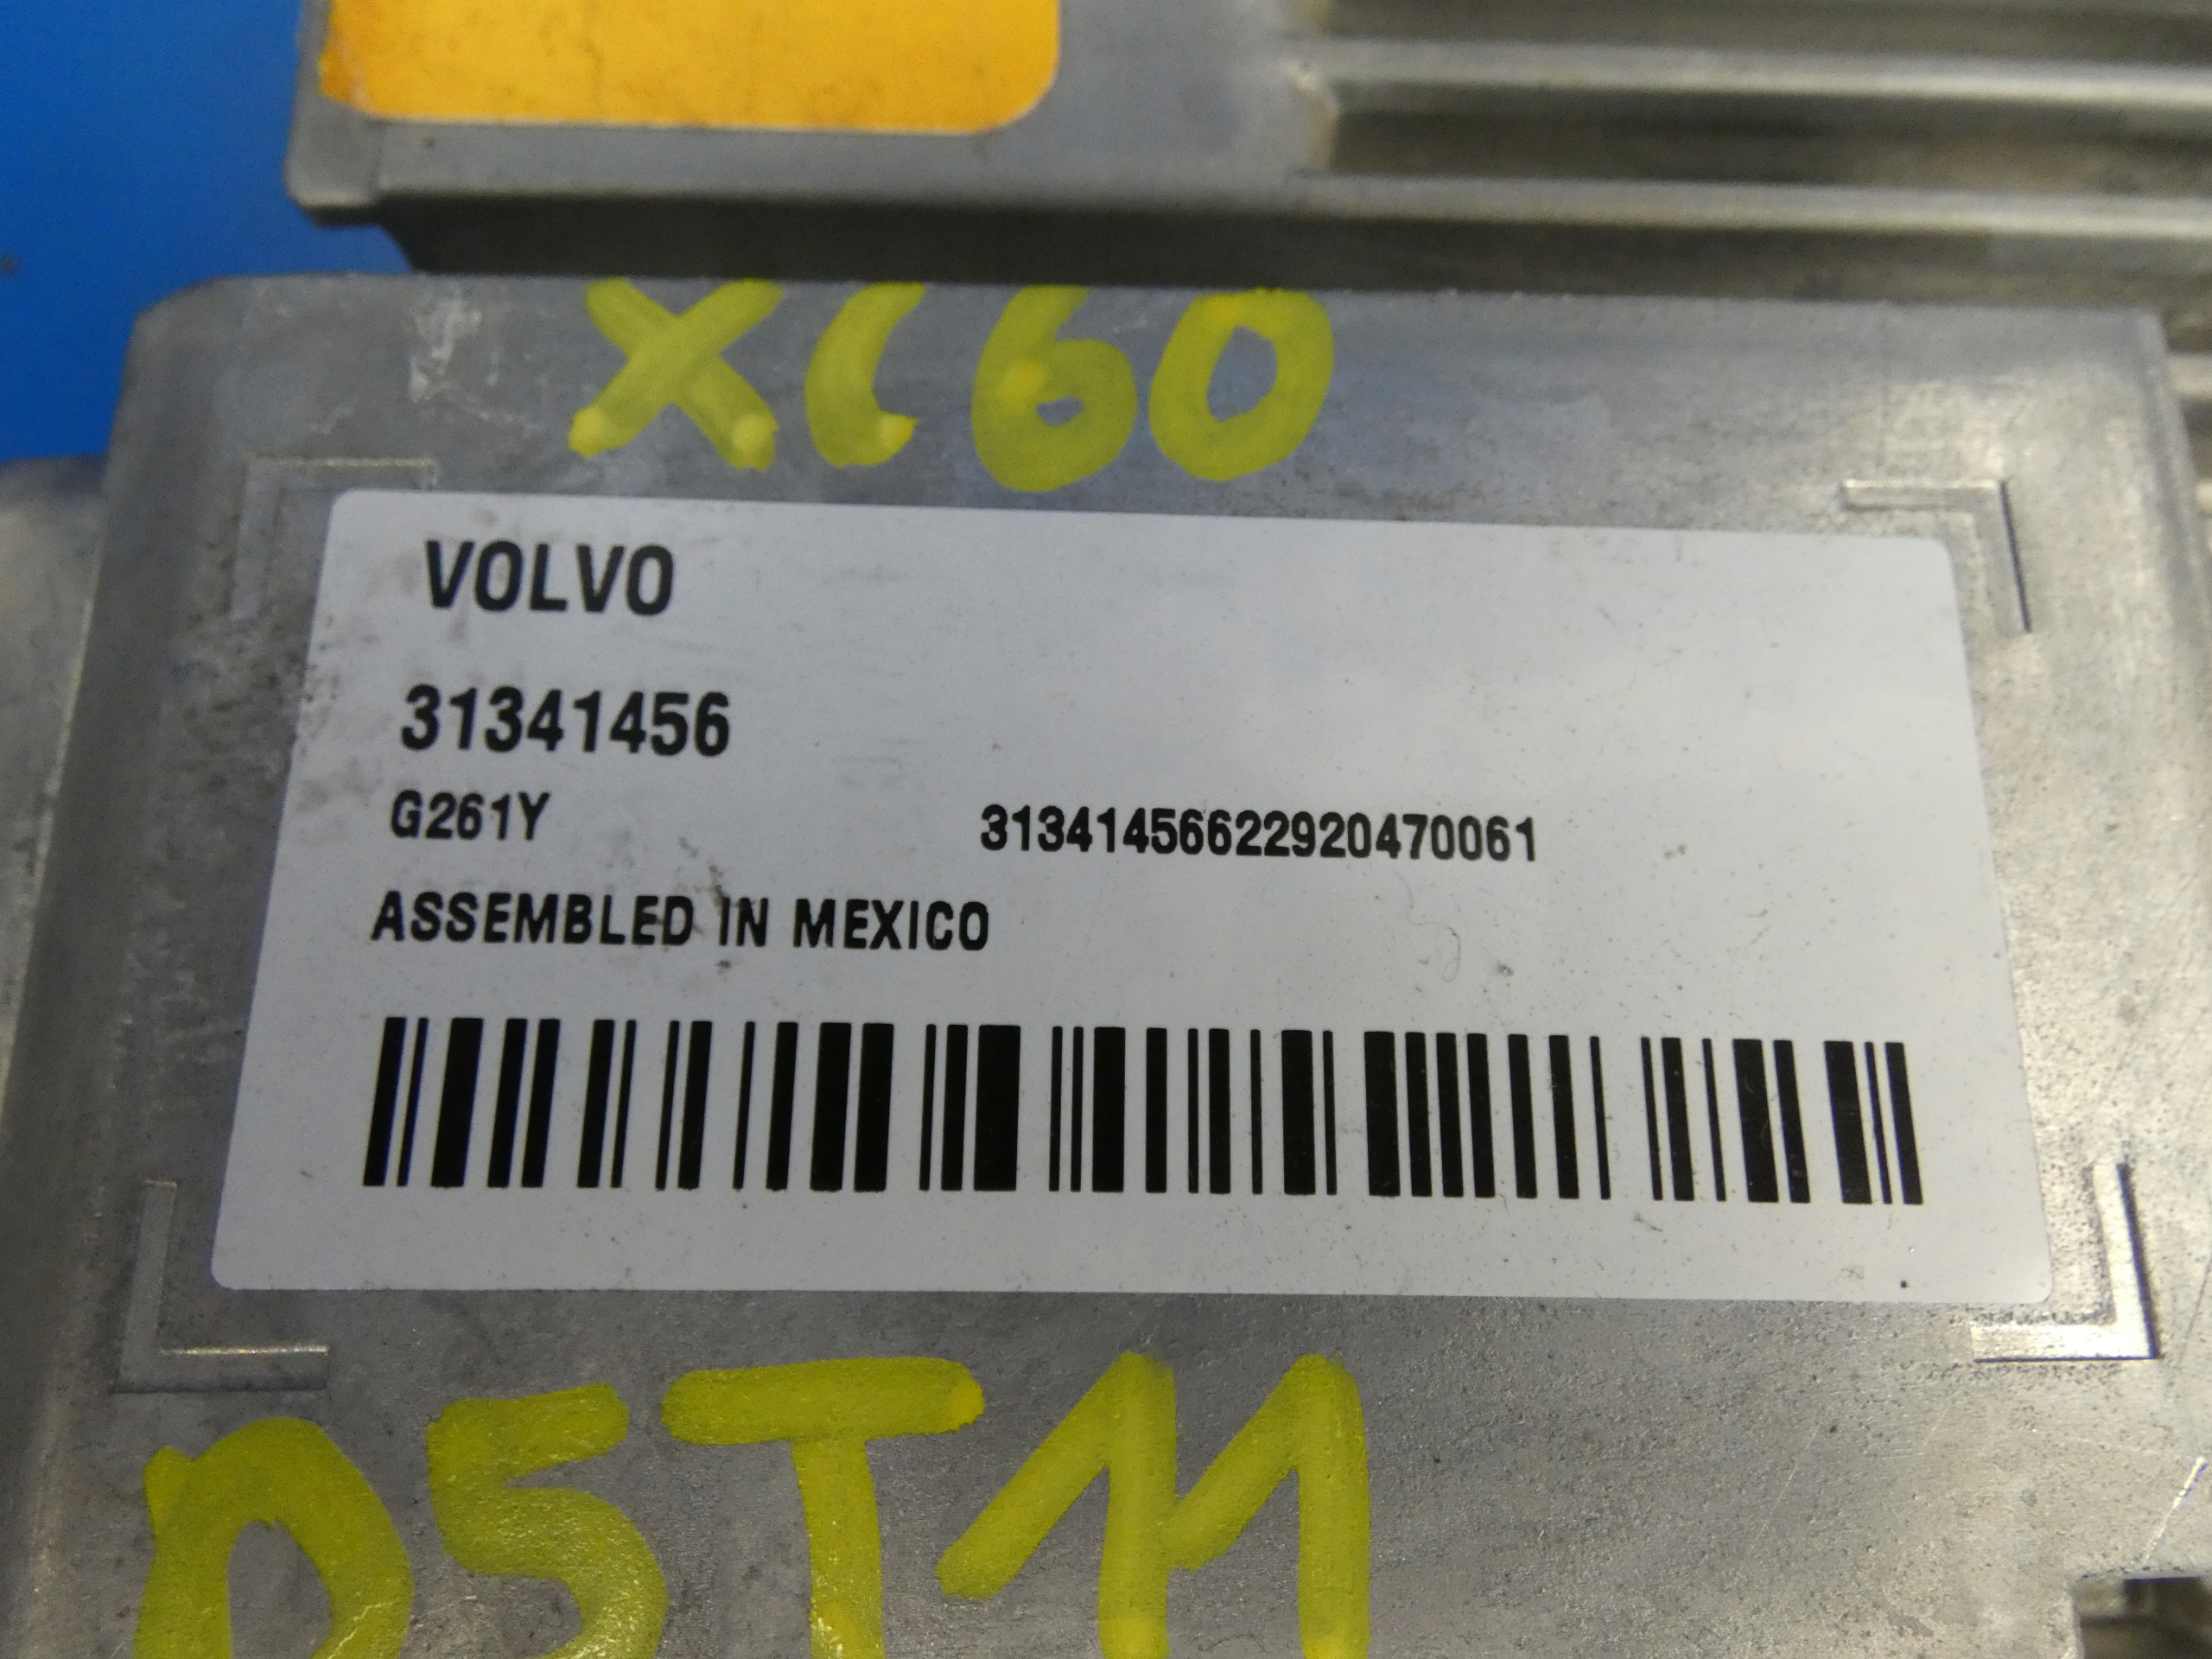 XC60
VOLVO
31341456
G261Y
31341456622920470061
ASSEMBLED IN MEXICO
D5T11